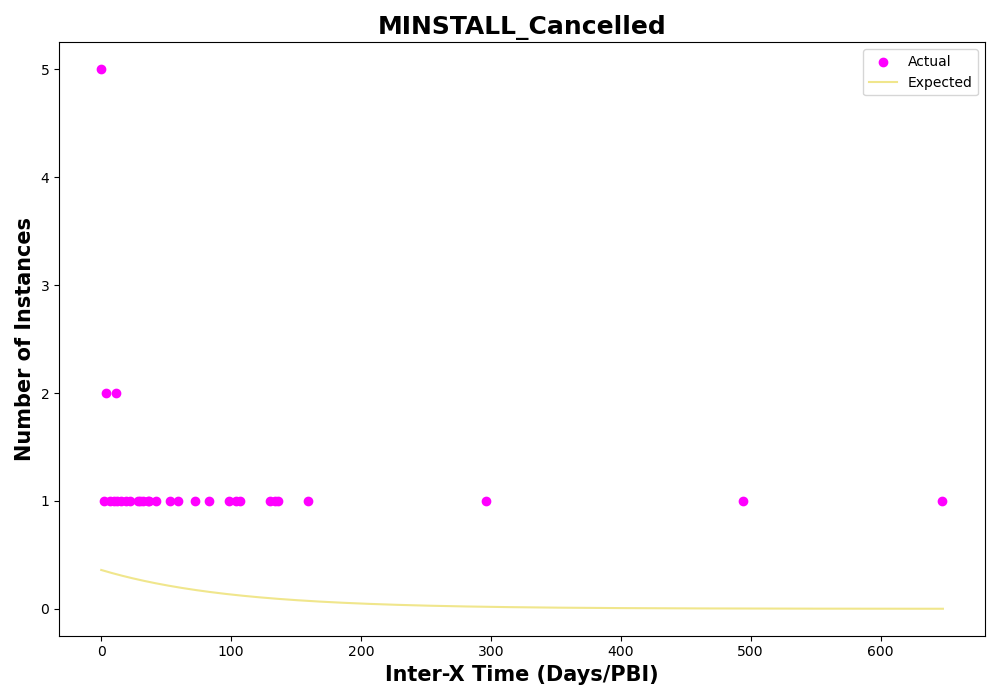 MINSTALL_Cancelled
Actual
Expected
5
4
3
2
1
0
Number of Instances
0 100 200 300 400 500 600
Inter-X Time (Days/PBI)